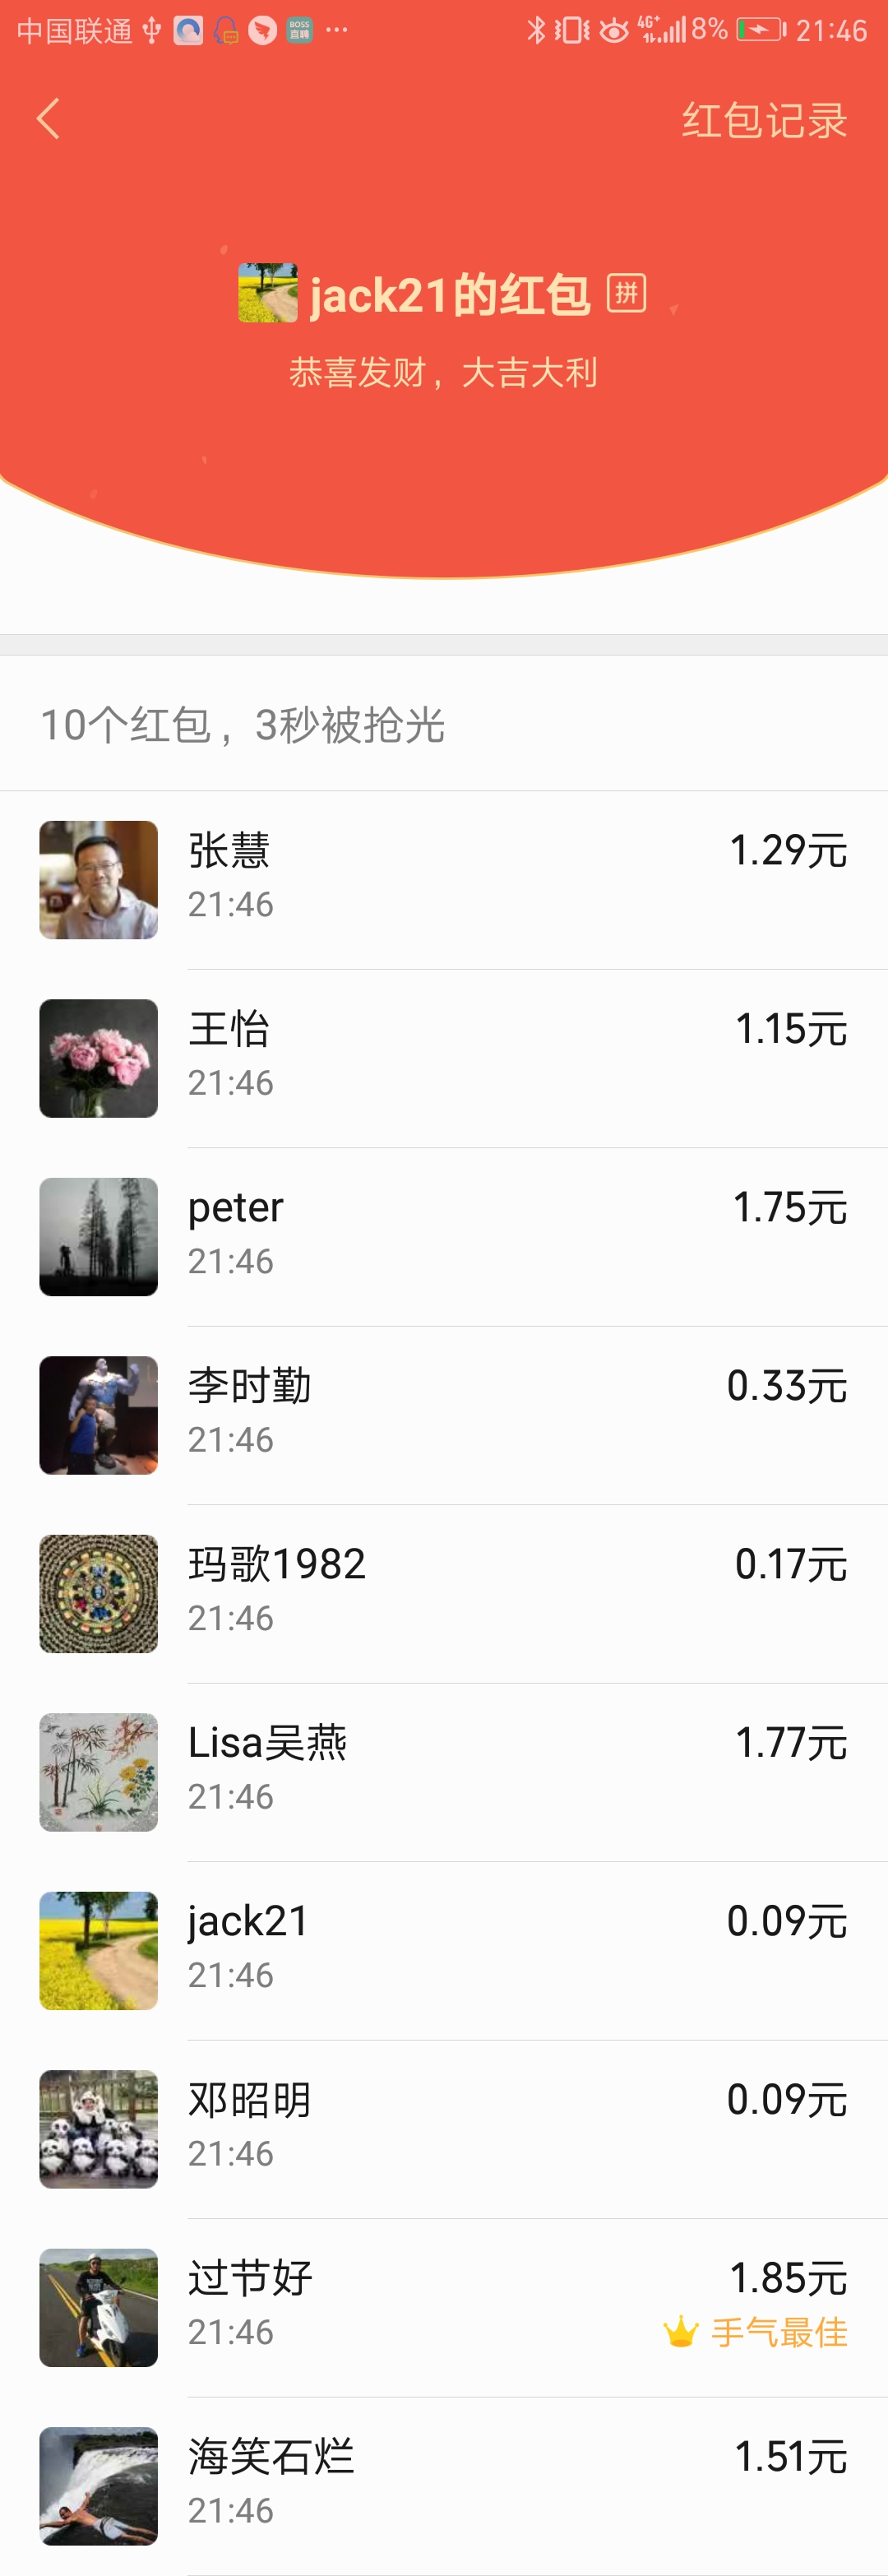 中国联通 BOSS直聘 ··· 4G+ 8% 21:46
红包记录
jack21的红包 拼
恭喜发财，大吉大利
10个红包，3秒被抢光
张慧 1.29元
21:46
王怡 1.15元
21:46
peter 1.75元
21:46
李时勤 0.33元
21:46
玛歌1982 0.17元
21:46
Lisa吴燕 1.77元
21:46
jack21 0.09元
21:46
邓昭明 0.09元
21:46
过节好 1.85元
21:46 手气最佳
海笑石烂 1.51元
21:46